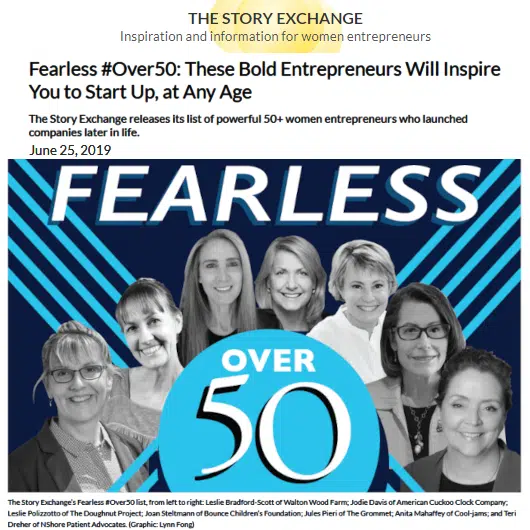 THE STORY EXCHANGE
Inspiration and information for women entrepreneurs
Fearless #Over50: These Bold Entrepreneurs Will Inspire
You to Start Up, at Any Age
The Story Exchange releases its list of powerful 50+ women entrepreneurs who launched
companies later in life.
June 25, 2019
FEARLESS
OVER
50
The Story Exchange's Fearless #Over50 list, from left to right: Leslie Bradford-Scott of Walton Wood Farm; Jodie Davis of American Cuckoo Clock Company;
Leslie Polizzotto of The Doughnut Project; Joan Steltmann of Bounce Children's Foundation; Jules Pieri of The Grommet; Anita Mahaffey of Cool-jams; and Teri
Dreher of NShore Patient Advocates. (Graphic: Lynn Fong)